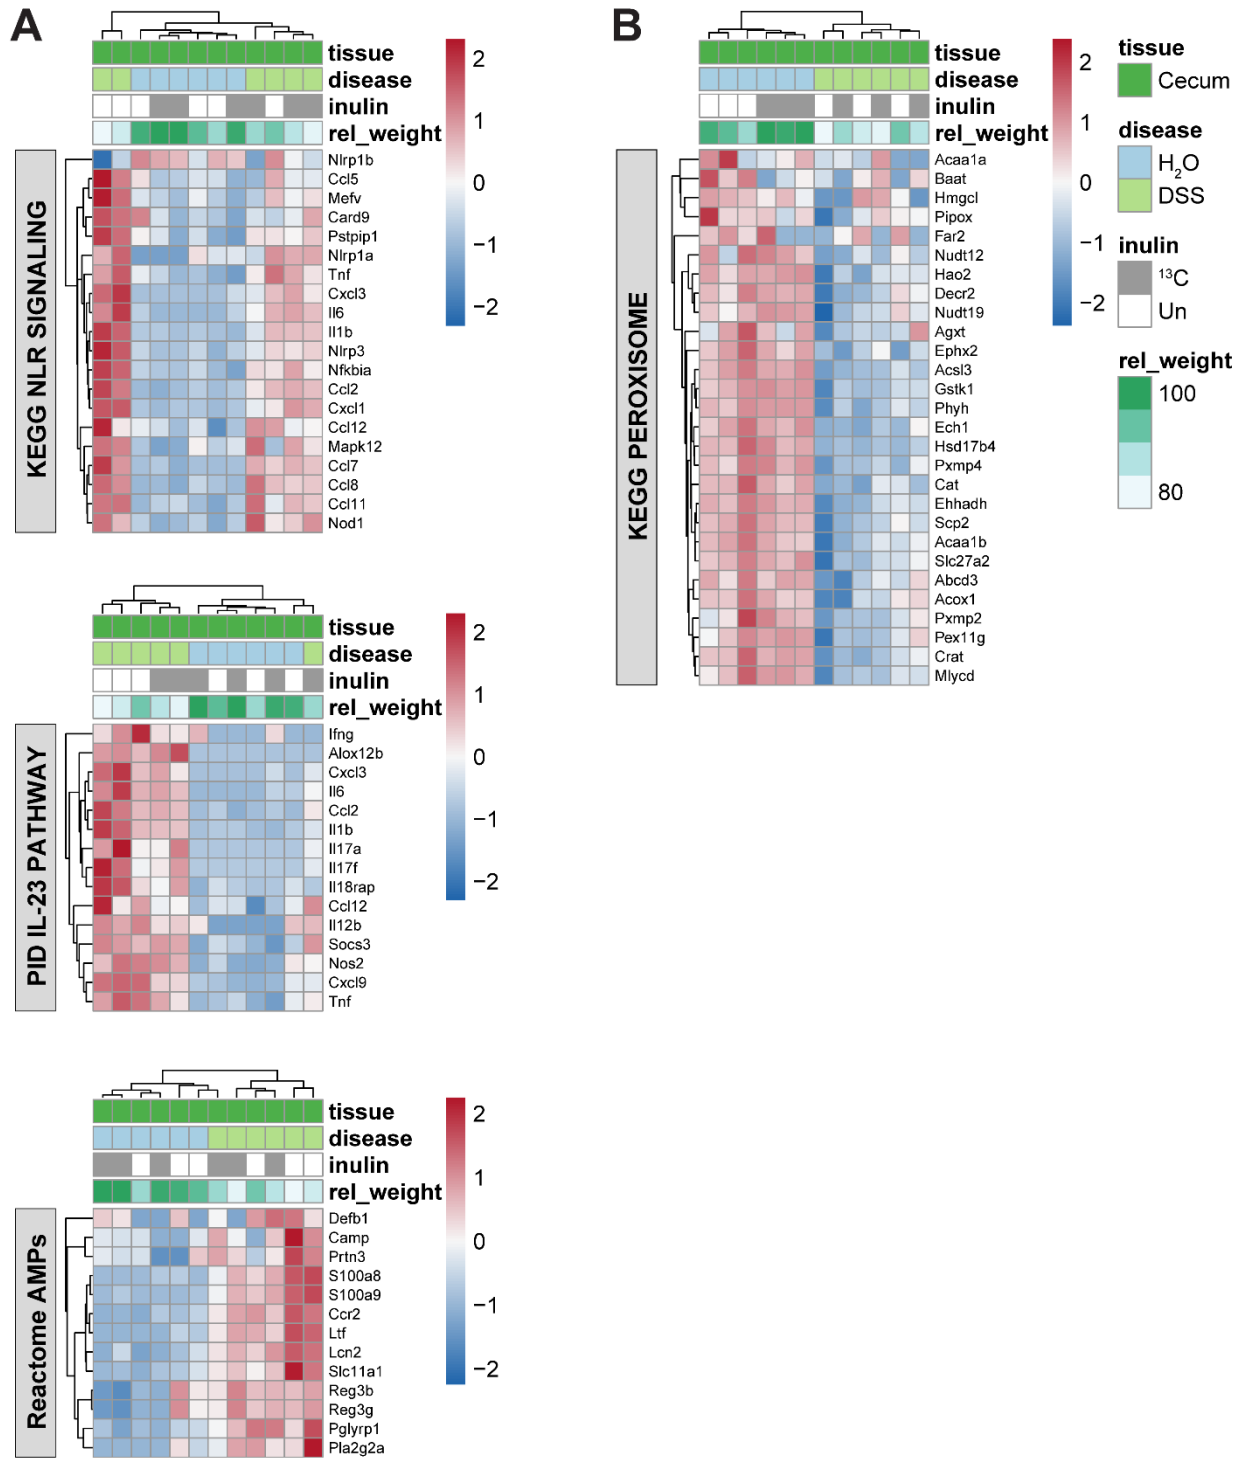 A
tissue
disease
inulin
rel_weight
KEGG NLR SIGNALING
Nlrp1b
Ccl5
Mefv
Card9
Pstpip1
Nlrp1a
Tnf
Cxcl3
Il6
Il1b
Nlrp3
Nfkbia
Ccl2
Cxcl1
Ccl12
Mapk12
Ccl7
Ccl8
Ccl11
Nod1
2
1
0
−1
−2
tissue
disease
inulin
rel_weight
PID IL-23 PATHWAY
Ifng
Alox12b
Cxcl3
Il6
Ccl2
Il1b
Il17a
Il17f
Il18rap
Ccl12
Il12b
Socs3
Nos2
Cxcl9
Tnf
2
1
0
−1
−2
tissue
disease
inulin
rel_weight
Reactome AMPs
Defb1
Camp
Prtn3
S100a8
S100a9
Ccr2
Ltf
Lcn2
Slc11a1
Reg3b
Reg3g
Pglyrp1
Pla2g2a
2
1
0
−1
−2
B
tissue
disease
inulin
rel_weight
KEGG PEROXISOME
Acaa1a
Baat
Hmgcl
Pipox
Far2
Nudt12
Hao2
Decr2
Nudt19
Agxt
Ephx2
Acsl3
Gstk1
Phyh
Ech1
Hsd17b4
Pxmp4
Cat
Ehhadh
Scp2
Acaa1b
Slc27a2
Abcd3
Acox1
Pxmp2
Pex11g
Crat
Mlycd
2
1
0
−1
−2
tissue
Cecum
disease
H₂O
DSS
inulin
¹³C
Un
rel_weight
100
80